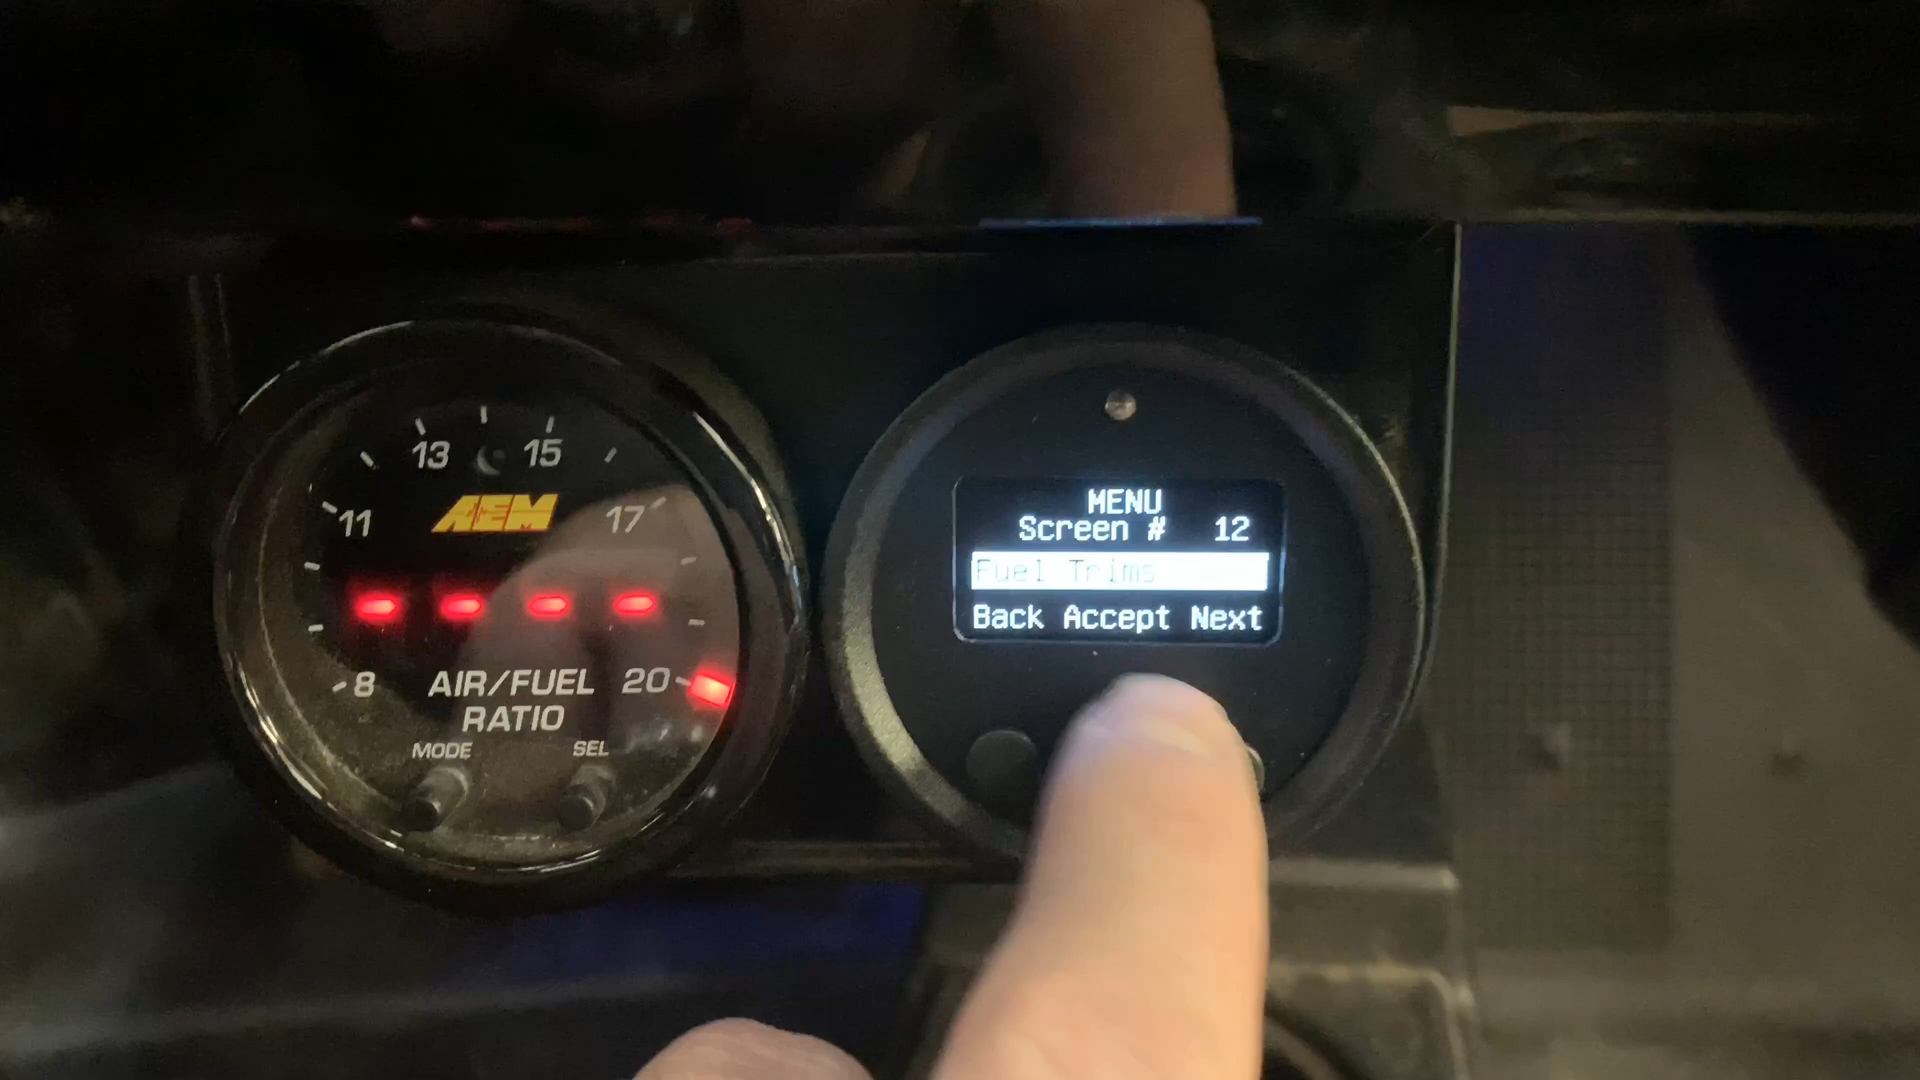 13 15
11 AEM 17
- - - -
8 AIR/FUEL 20
RATIO
MODE SEL
MENU
Screen # 12
Fuel Trims
Back Accept Next